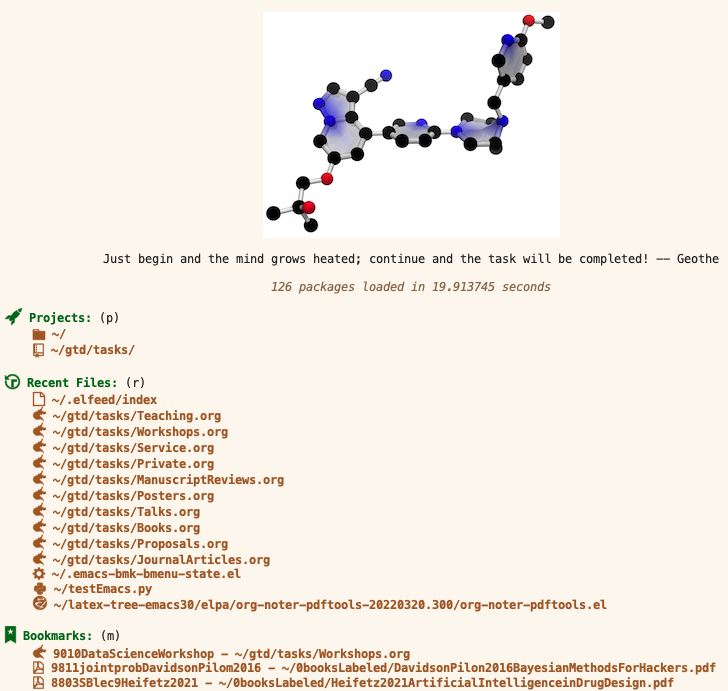 Just begin and the mind grows heated; continue and the task will be completed! —— Geothe
126 packages loaded in 19.913745 seconds
Projects: (p)
~/
~/gtd/tasks/
Recent Files: (r)
~/.elfeed/index
~/gtd/tasks/Teaching.org
~/gtd/tasks/Workshops.org
~/gtd/tasks/Service.org
~/gtd/tasks/Private.org
~/gtd/tasks/ManuscriptReviews.org
~/gtd/tasks/Posters.org
~/gtd/tasks/Talks.org
~/gtd/tasks/Books.org
~/gtd/tasks/Proposals.org
~/gtd/tasks/JournalArticles.org
~/.emacs-bmk-bmenu-state.el
~/testEmacs.py
~/latex-tree-emacs30/elpa/org-noter-pdftools-20220320.300/org-noter-pdftools.el
Bookmarks: (m)
9010DataScienceWorkshop - ~/gtd/tasks/Workshops.org
9811jointprobDavidsonPilom2016 - ~/0booksLabeled/DavidsonPilon2016BayesianMethodsForHackers.pdf
8803SBlec9Heifetz2021 - ~/0booksLabeled/Heifetz2021ArtificialIntelligenceinDrugDesign.pdf